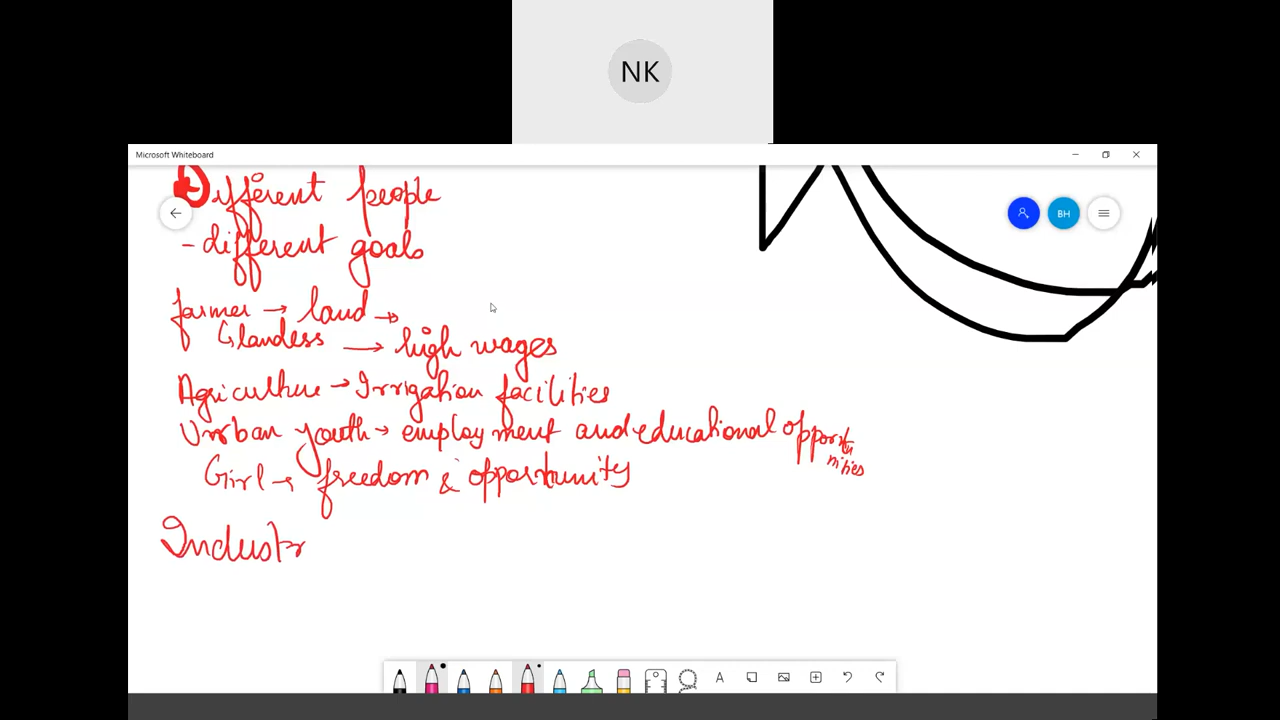 NK
Microsoft Whiteboard
Different people
BH
- different goals
farmer → land →
landless → high wages
Agriculture → Irrigation facilities
Urban youth → employment and educational opportunities
Girl → freedom & opportunity
Industr
A